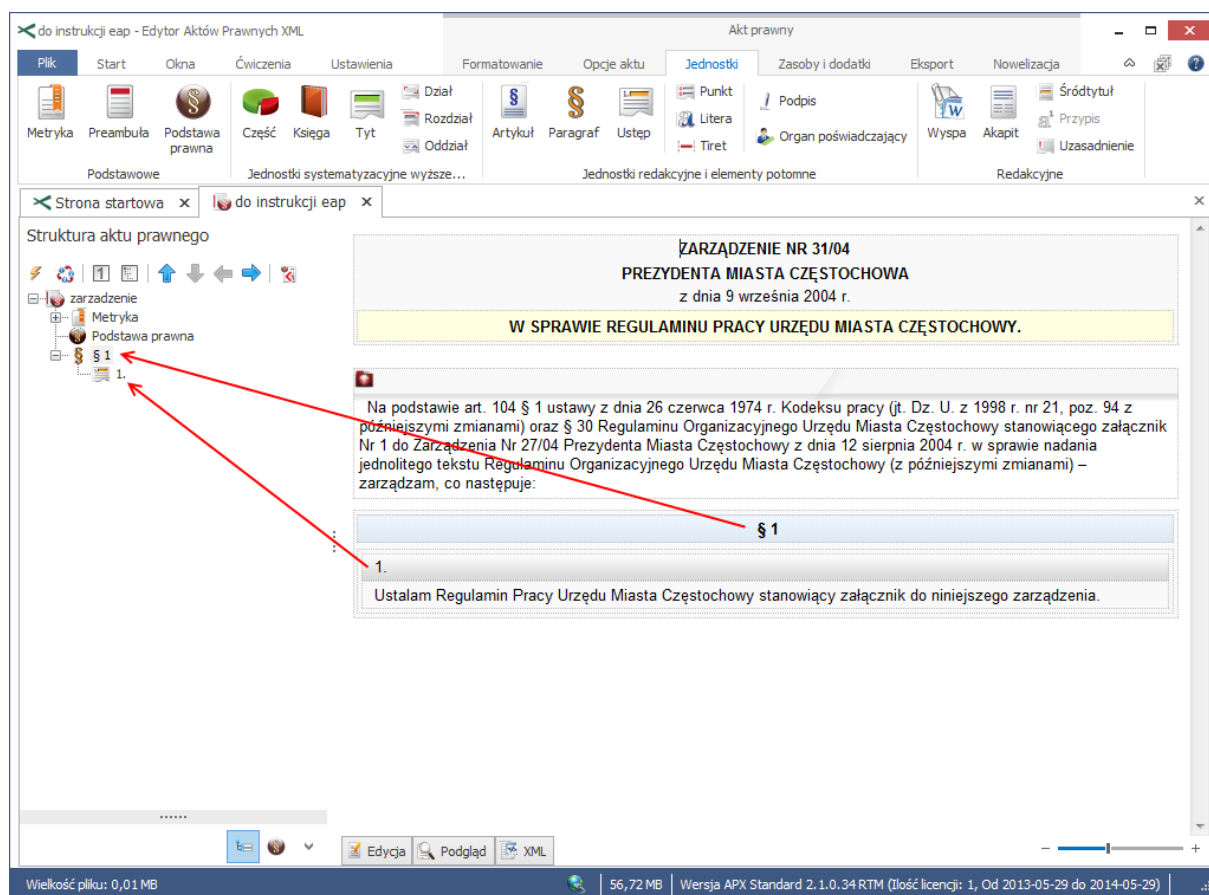 do instrukcji eap - Edytor Aktów Prawnych XML
Akt prawny
Plik Start Okna Ćwiczenia Ustawienia Formatowanie Opcje aktu Jednostki Zasoby i dodatki Eksport Nowelizacja
Metryka Preambuła Podstawa prawna Część Księga Tyt Dział Rozdział Oddział Artykuł Paragraf Ustęp Punkt Litera Tiret Podpis Organ poświadczający Wyspa Akapit Śródtytuł Przypis Uzasadnienie
Podstawowe Jednostki systematyzacyjne wyższe... Jednostki redakcyjne i elementy potomne Redakcyjne
Strona startowa x do instrukcji eap x
Struktura aktu prawnego
zarzadzenie
Metryka
Podstawa prawna
§ 1
1.
ZARZĄDZENIE NR 31/04
PREZYDENTA MIASTA CZĘSTOCHOWA
z dnia 9 września 2004 r.
W SPRAWIE REGULAMINU PRACY URZĘDU MIASTA CZĘSTOCHOWY.
Na podstawie art. 104 § 1 ustawy z dnia 26 czerwca 1974 r. Kodeksu pracy (jt. Dz. U. z 1998 r. nr 21, poz. 94 z
późniejszymi zmianami) oraz § 30 Regulaminu Organizacyjnego Urzędu Miasta Częstochowy stanowiącego załącznik
Nr 1 do Zarządzenia Nr 27/04 Prezydenta Miasta Częstochowy z dnia 12 sierpnia 2004 r. w sprawie nadania
jednolitego tekstu Regulaminu Organizacyjnego Urzędu Miasta Częstochowy (z późniejszymi zmianami) –
zarządzam, co następuje:
§ 1
1.
Ustalam Regulamin Pracy Urzędu Miasta Częstochowy stanowiący załącznik do niniejszego zarządzenia.
Edycja Podgląd XML
Wielkość pliku: 0,01 MB 56,72 MB Wersja APX Standard 2.1.0.34 RTM (Ilość licencji: 1, Od 2013-05-29 do 2014-05-29)